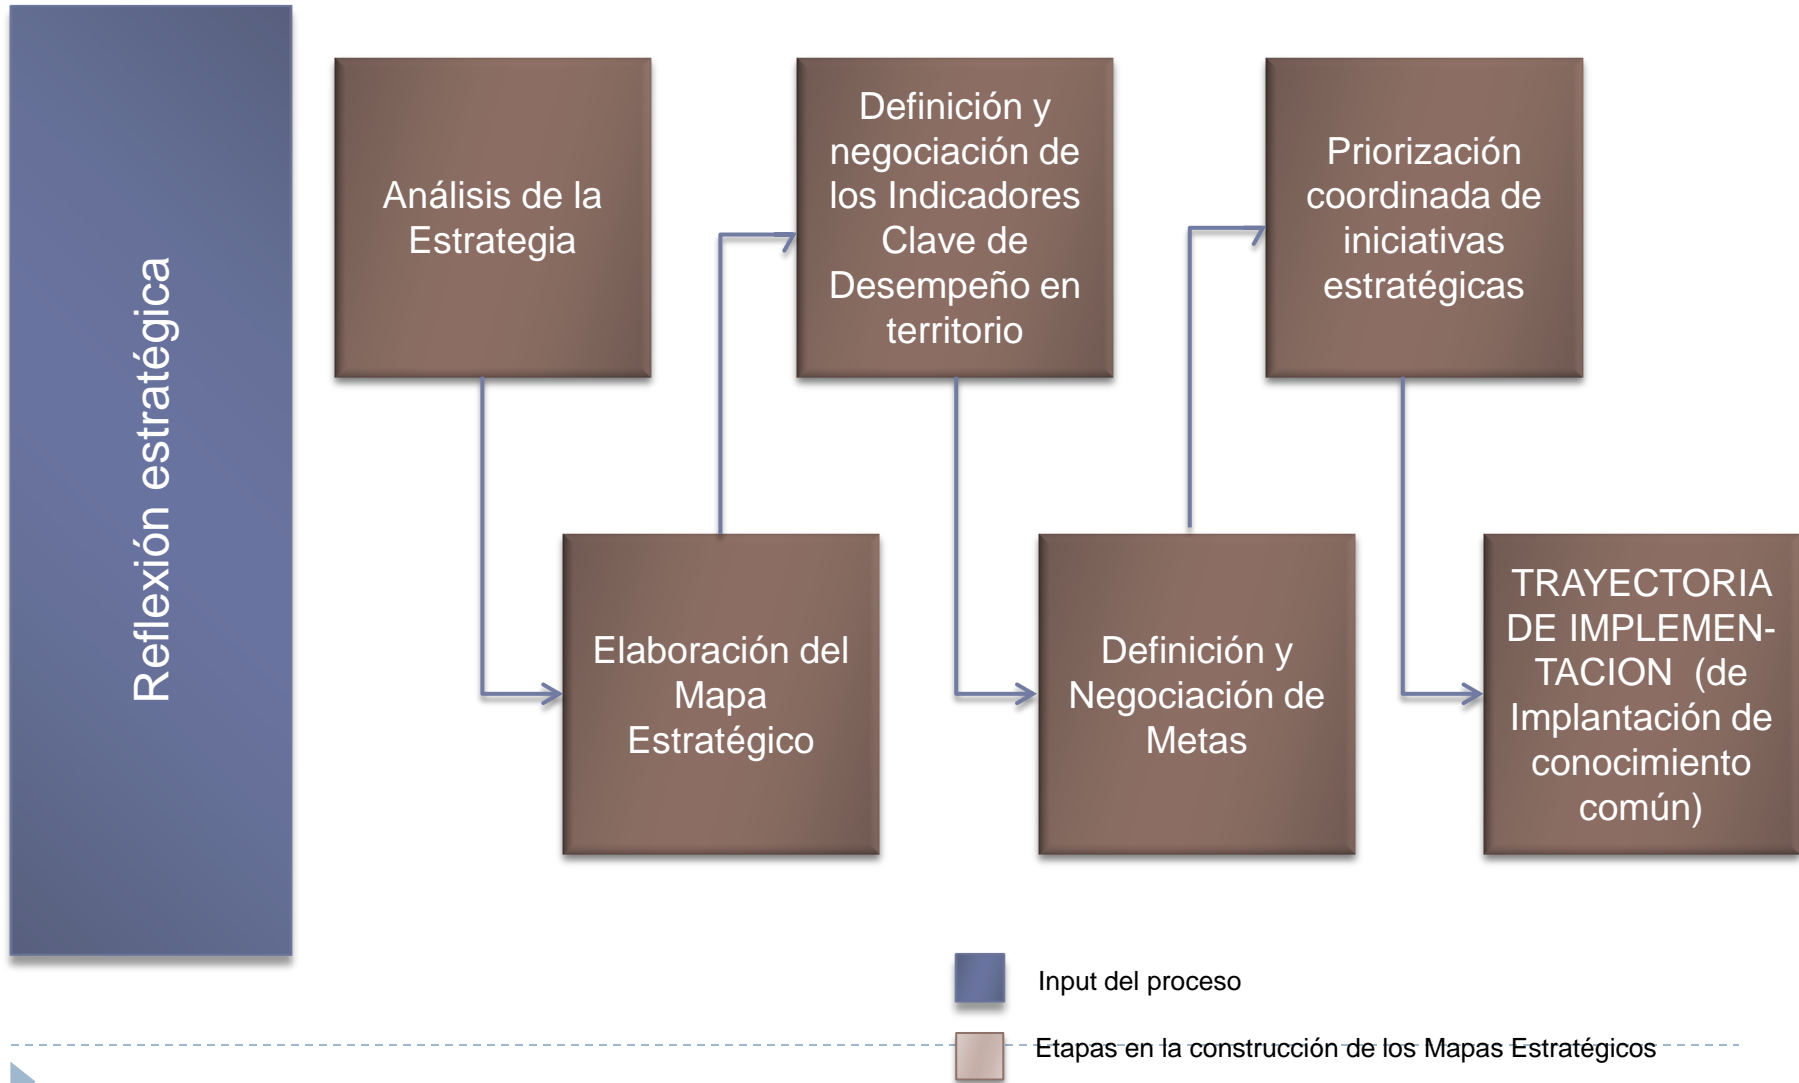 Reflexión estratégica
Análisis de la
Estrategia
Elaboración del
Mapa
Estratégico
Definición y
negociación de
los Indicadores
Clave de
Desempeño en
territorio
Definición y
Negociación de
Metas
Priorización
coordinada de
iniciativas
estratégicas
TRAYECTORIA
DE IMPLEMEN-
TACION (de
Implantación de
conocimiento
común)
Input del proceso
Etapas en la construcción de los Mapas Estratégicos